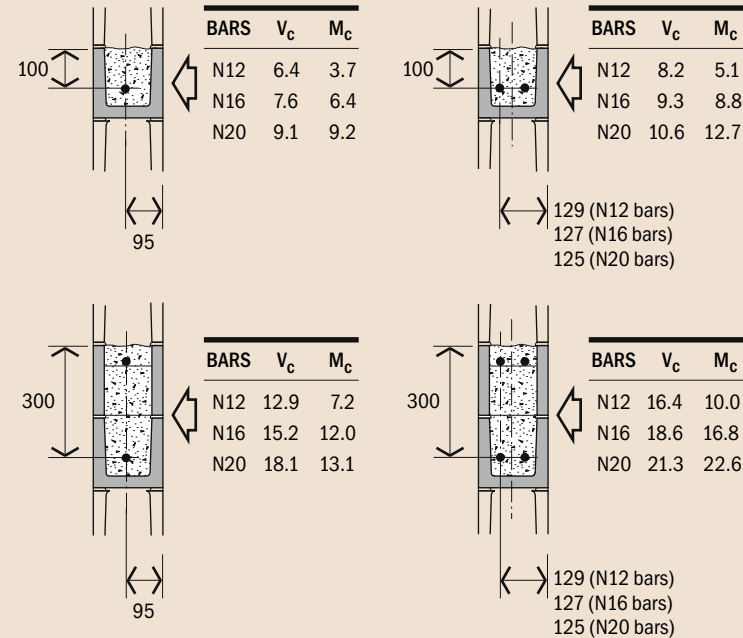 BARS Vc Mc
100
N12 6.4 3.7
N16 7.6 6.4
N20 9.1 9.2
95
BARS Vc Mc
100
N12 8.2 5.1
N16 9.3 8.8
N20 10.6 12.7
129 (N12 bars)
127 (N16 bars)
125 (N20 bars)
BARS Vc Mc
300
N12 12.9 7.2
N16 15.2 12.0
N20 18.1 13.1
95
BARS Vc Mc
300
N12 16.4 10.0
N16 18.6 16.8
N20 21.3 22.6
129 (N12 bars)
127 (N16 bars)
125 (N20 bars)